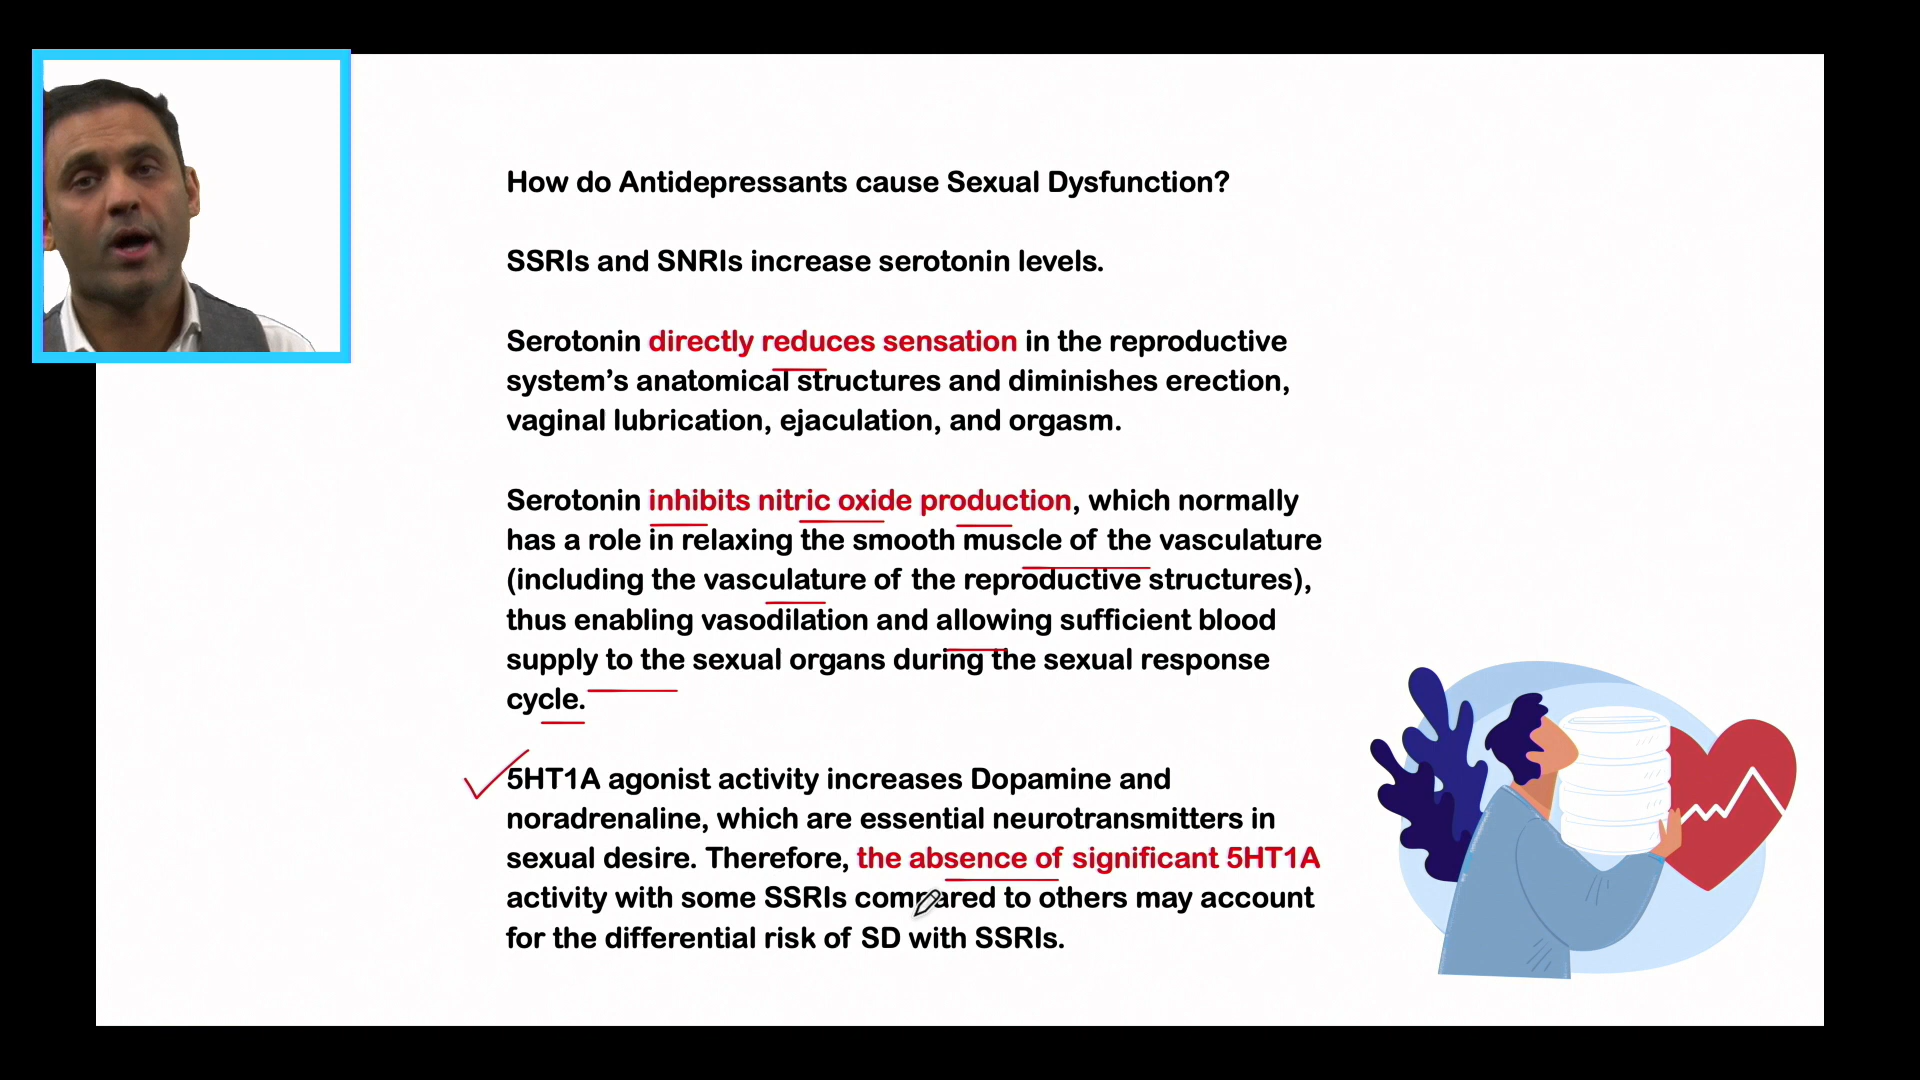 How do Antidepressants cause Sexual Dysfunction?
SSRIs and SNRIs increase serotonin levels.
Serotonin directly reduces sensation in the reproductive
system’s anatomical structures and diminishes erection,
vaginal lubrication, ejaculation, and orgasm.
Serotonin inhibits nitric oxide production, which normally
has a role in relaxing the smooth muscle of the vasculature
(including the vasculature of the reproductive structures),
thus enabling vasodilation and allowing sufficient blood
supply to the sexual organs during the sexual response
cycle.
5HT1A agonist activity increases Dopamine and
noradrenaline, which are essential neurotransmitters in
sexual desire. Therefore, the absence of significant 5HT1A
activity with some SSRIs compared to others may account
for the differential risk of SD with SSRIs.